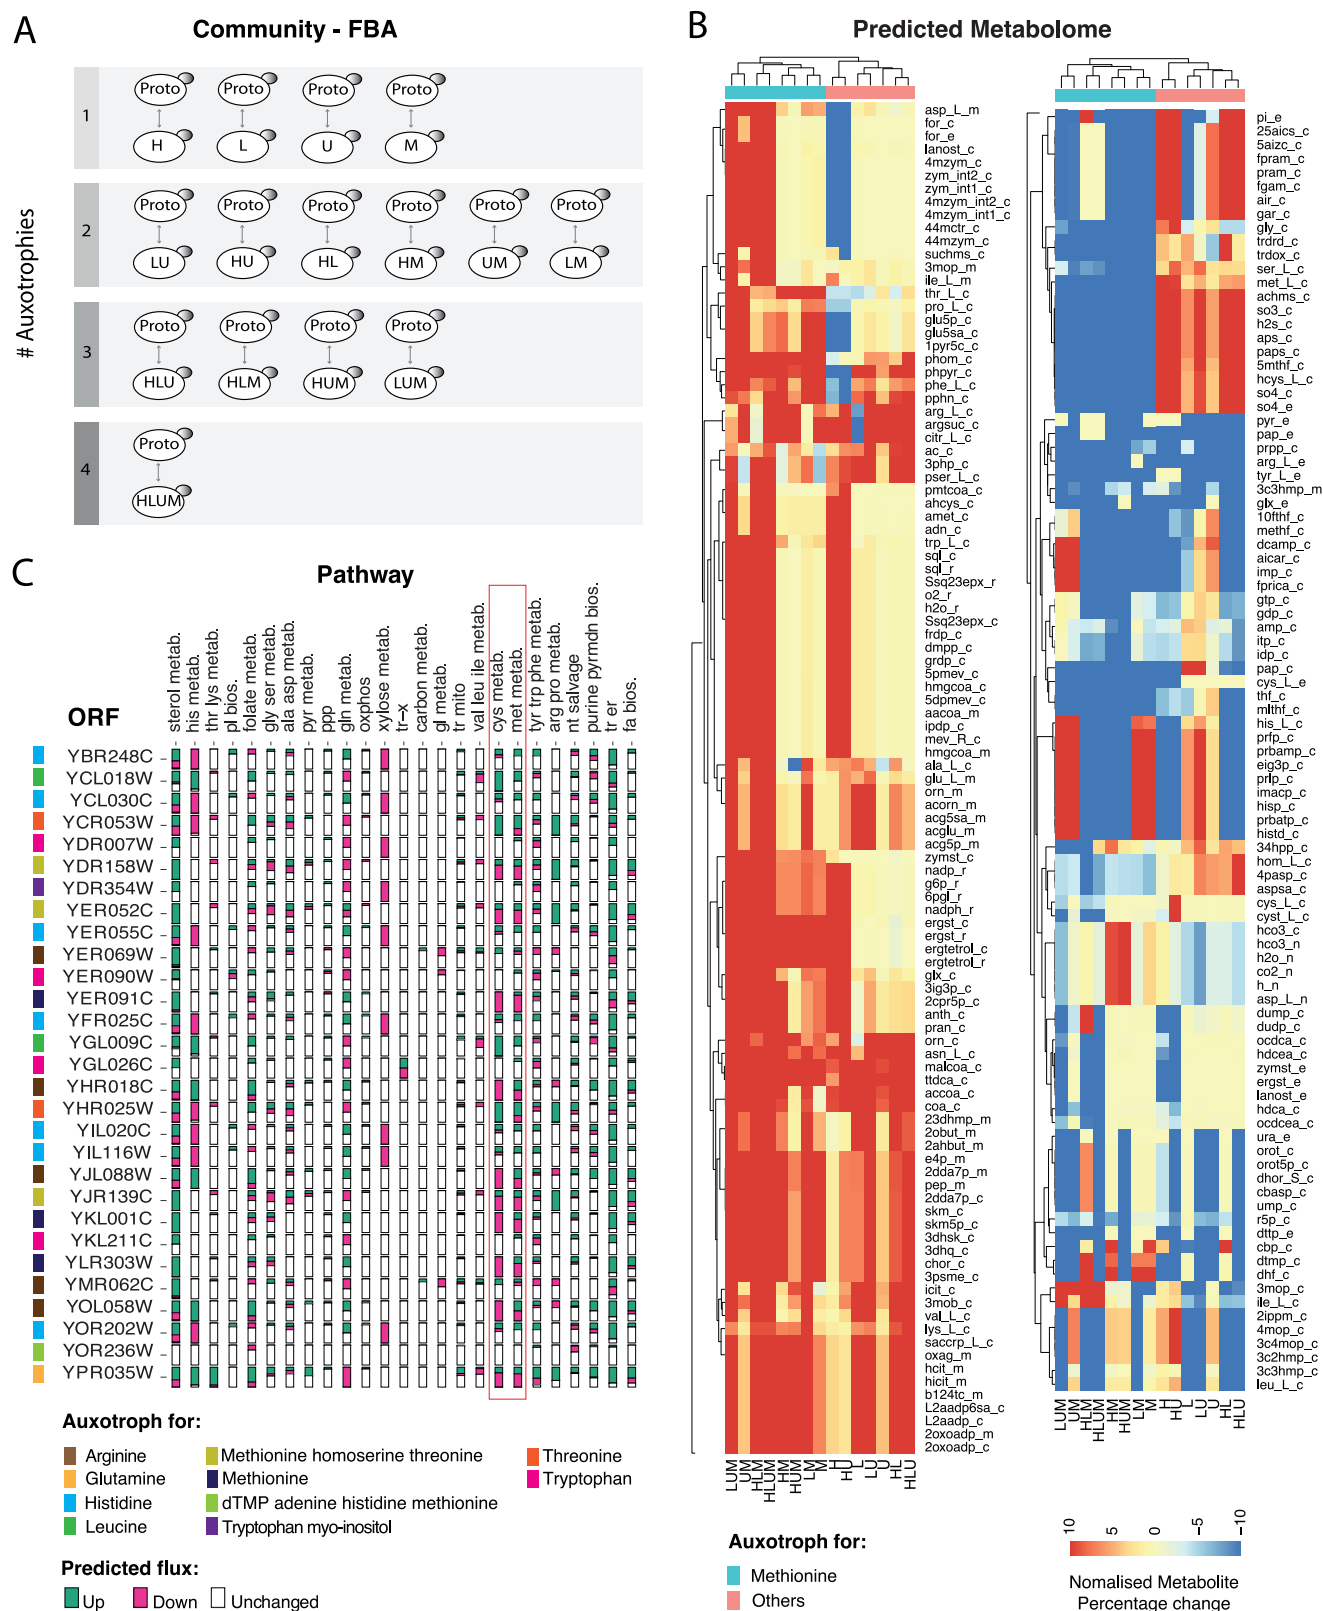 A
Community - FBA
# Auxotrophies
1
Proto Proto Proto Proto
H L U M
2
Proto Proto Proto Proto Proto Proto
LU HU HL HM UM LM
3
Proto Proto Proto Proto
HLU HLM HUM LUM
4
Proto
HLUM
B
Predicted Metabolome
asp_L_m
for_c
for_e
lanost_c
4mzym_c
zym_int2_c
zym_int1_c
4mzym_int2_c
4mzym_int1_c
44mctr_c
44mzym_c
suchms_c
3mop_m
ile_L_m
thr_L_c
pro_L_c
glu5p_c
glu5sa_c
1pyr5c_c
phom_c
phpyr_c
phe_L_c
pphn_c
arg_L_c
argsuc_c
citr_L_c
ac_c
3php_c
pser_L_c
pmtcoa_c
ahcys_c
amet_c
adn_c
trp_L_c
sql_c
sql_r
Ssq23epx_r
o2_r
h2o_r
Ssq23epx_c
frdp_c
dmpp_c
grdp_c
5pmev_c
hmgcoa_c
5dpmev_c
aacoa_m
ipdp_c
mev_R_c
hmgcoa_m
ala_L_c
glu_L_m
orn_m
acorn_m
acg5sa_m
acglu_m
acg5p_m
zymst_c
nadp_r
g6p_r
6pgl_r
nadph_r
ergst_c
ergst_r
ergtetrol_c
ergtetrol_r
glx_c
3ig3p_c
2cpr5p_c
anth_c
pran_c
orn_c
asn_L_c
malcoa_c
ttdca_c
accoa_c
coa_c
23dhmp_m
2obut_m
2ahbut_m
e4p_m
2dda7p_m
pep_m
2dda7p_c
skm_c
skm5p_c
3dhsk_c
3dhq_c
chor_c
3psme_c
icit_c
3mob_c
val_L_c
lys_L_c
saccrp_L_c
oxag_m
hcit_m
hicit_m
b124tc_m
L2aadp6sa_c
L2aadp_c
2oxoadp_m
2oxoadp_c
LUM UM HLM HLUM HM HUM LM M H HU L LU U HL HLU
pi_e
25aics_c
5aizc_c
fpram_c
pram_c
fgam_c
air_c
gar_c
gly_c
trdrd_c
trdox_c
ser_L_c
met_L_c
achms_c
so3_c
h2s_c
aps_c
paps_c
5mthf_c
hcys_L_c
so4_c
so4_e
pyr_e
pap_e
prpp_c
arg_L_e
tyr_L_e
3c3hmp_m
glx_e
10fthf_c
methf_c
dcamp_c
aicar_c
imp_c
fprica_c
gtp_c
gdp_c
amp_c
itp_c
idp_c
pap_c
cys_L_e
thf_c
mlthf_c
his_L_c
prfp_c
prbamp_c
eig3p_c
prlp_c
imacp_c
hisp_c
prbatp_c
histd_c
34hpp_c
hom_L_c
4pasp_c
aspsa_c
cys_L_c
cyst_L_c
hco3_c
hco3_n
h2o_n
co2_n
h_n
asp_L_n
dump_c
dudp_c
ocdca_c
hdcea_c
zymst_e
ergst_e
lanost_e
hdca_c
ocdcea_c
ura_e
orot_c
orot5p_c
dhor_S_c
cbasp_c
ump_c
r5p_c
dttp_e
cbp_c
dtmp_c
dhf_c
3mop_c
ile_L_c
2ippm_c
4mop_c
3c4mop_c
3c2hmp_c
3c3hmp_c
leu_L_c
LUM UM HLM HLUM HM HUM LM M H HU L LU U HL HLU
Auxotroph for:
Methionine
Others
10 5 0 −5 −10
Nomalised Metabolite
Percentage change
C
Pathway
ORF
sterol metab.
his metab.
thr lys metab.
pl bios.
folate metab.
gly ser metab.
ala asp metab.
pyr metab.
ppp
gln metab.
oxphos
xylose metab.
tr−x
carbon metab.
gl metab.
tr mito
val leu ile metab.
cys metab.
met metab.
tyr trp phe metab.
arg pro metab.
nt salvage
purine pyrmdn bios.
tr er
fa bios.
YBR248C
YCL018W
YCL030C
YCR053W
YDR007W
YDR158W
YDR354W
YER052C
YER055C
YER069W
YER090W
YER091C
YFR025C
YGL009C
YGL026C
YHR018C
YHR025W
YIL020C
YIL116W
YJL088W
YJR139C
YKL001C
YKL211C
YLR303W
YMR062C
YOL058W
YOR202W
YOR236W
YPR035W
Auxotroph for:
Arginine
Glutamine
Histidine
Leucine
Methionine homoserine threonine
Methionine
dTMP adenine histidine methionine
Tryptophan myo-inositol
Threonine
Tryptophan
Predicted flux:
Up Down Unchanged